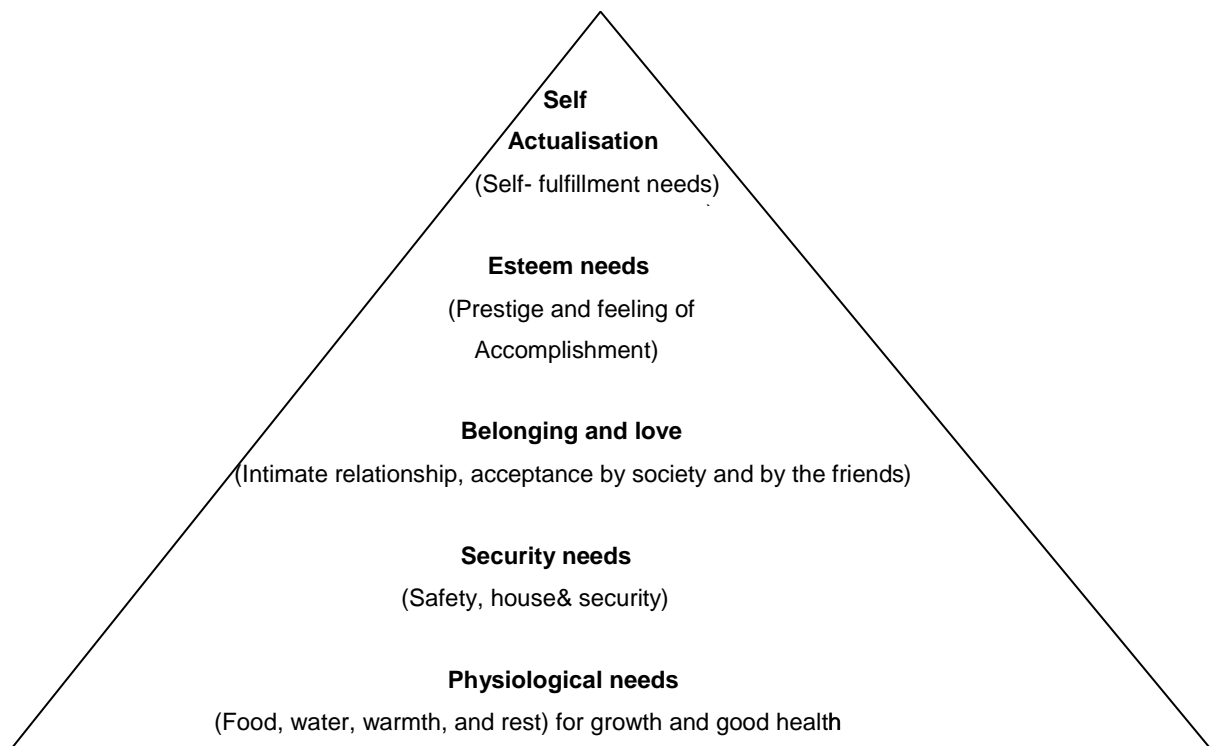 Self
Actualisation
(Self- fulfillment needs)
Esteem needs
(Prestige and feeling of
Accomplishment)
Belonging and love
(Intimate relationship, acceptance by society and by the friends)
Security needs
(Safety, house& security)
Physiological needs
(Food, water, warmth, and rest) for growth and good health